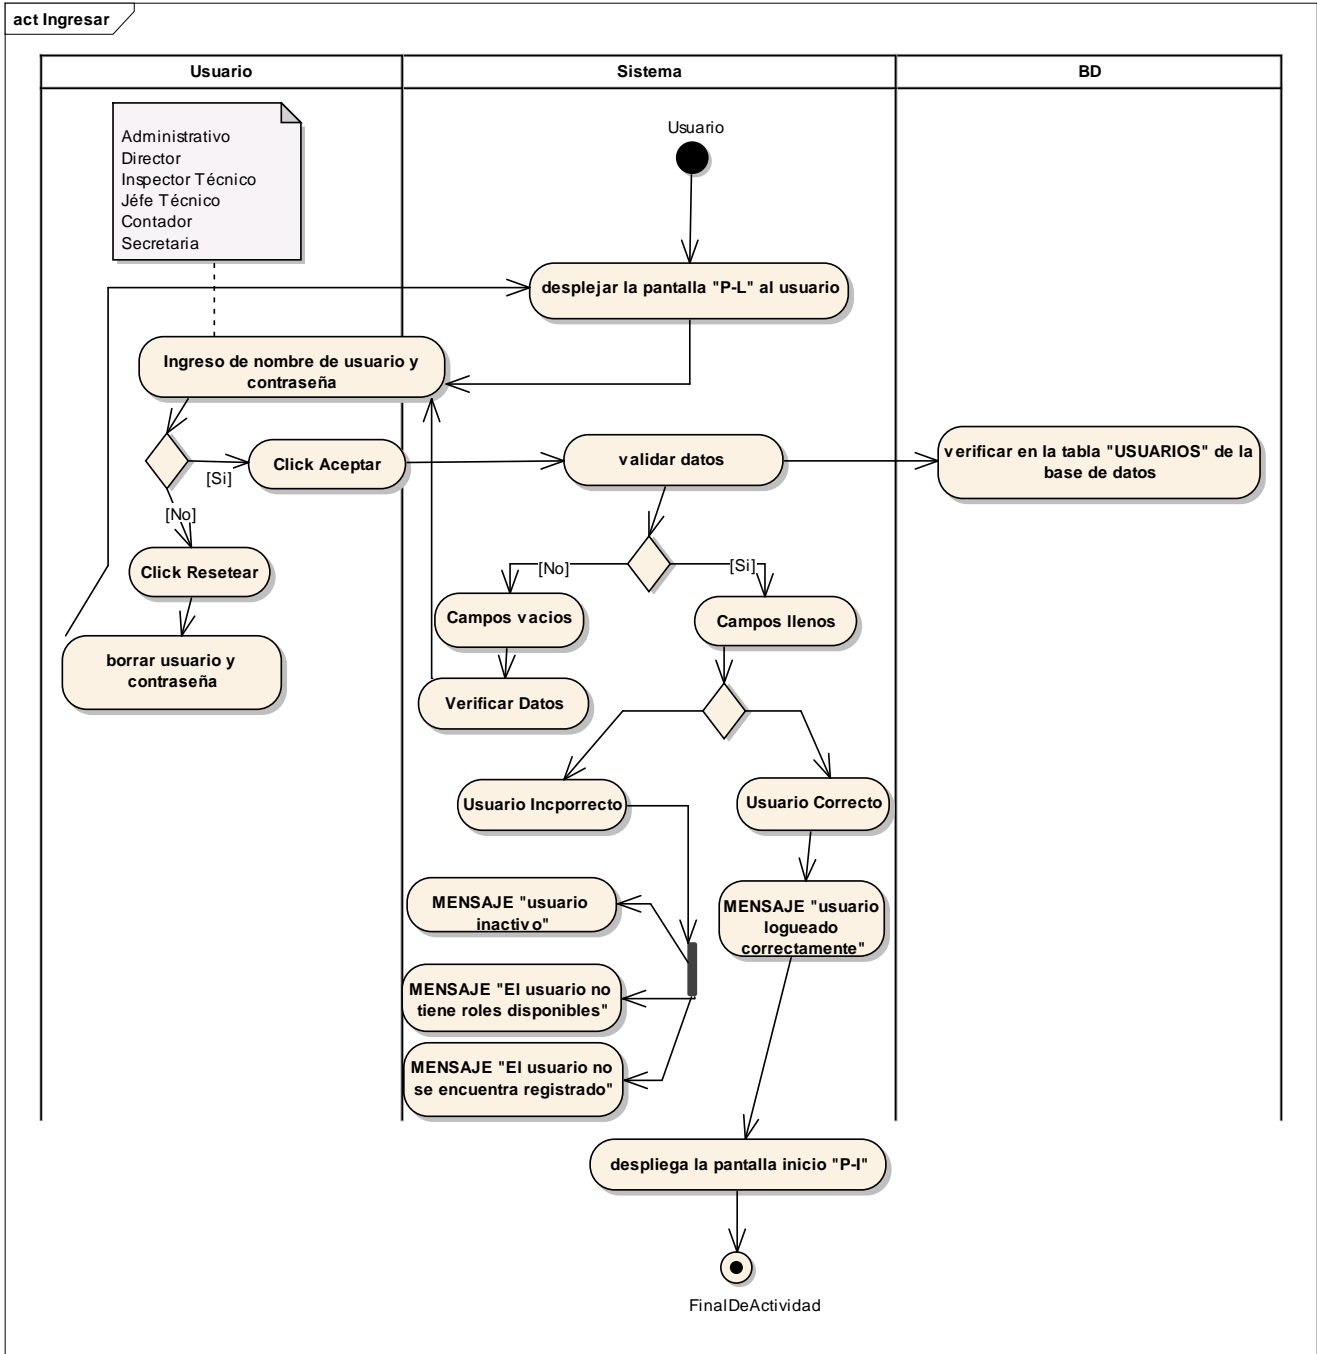 act Ingresar
Usuario
Sistema
BD
Administrativo
Director
Inspector Técnico
Jéfe Técnico
Contador
Secretaria
Usuario
desplejar la pantalla "P-L" al usuario
Ingreso de nombre de usuario y
contraseña
[Si]
Click Aceptar
validar datos
verificar en la tabla "USUARIOS" de la
base de datos
[No]
Click Resetear
[No]
[Si]
Campos vacios
Campos llenos
borrar usuario y
contraseña
Verificar Datos
Usuario Incporrecto
Usuario Correcto
MENSAJE "usuario
inactivo"
MENSAJE "usuario
logueado
correctamente"
MENSAJE "El usuario no
tiene roles disponibles"
MENSAJE "El usuario no
se encuentra registrado"
despliega la pantalla inicio "P-I"
FinalDeActividad